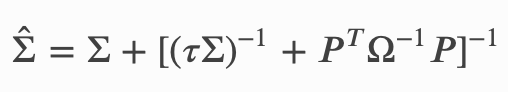 Σ̂ = Σ + [(τΣ)⁻¹ + PᵀΩ⁻¹P]⁻¹